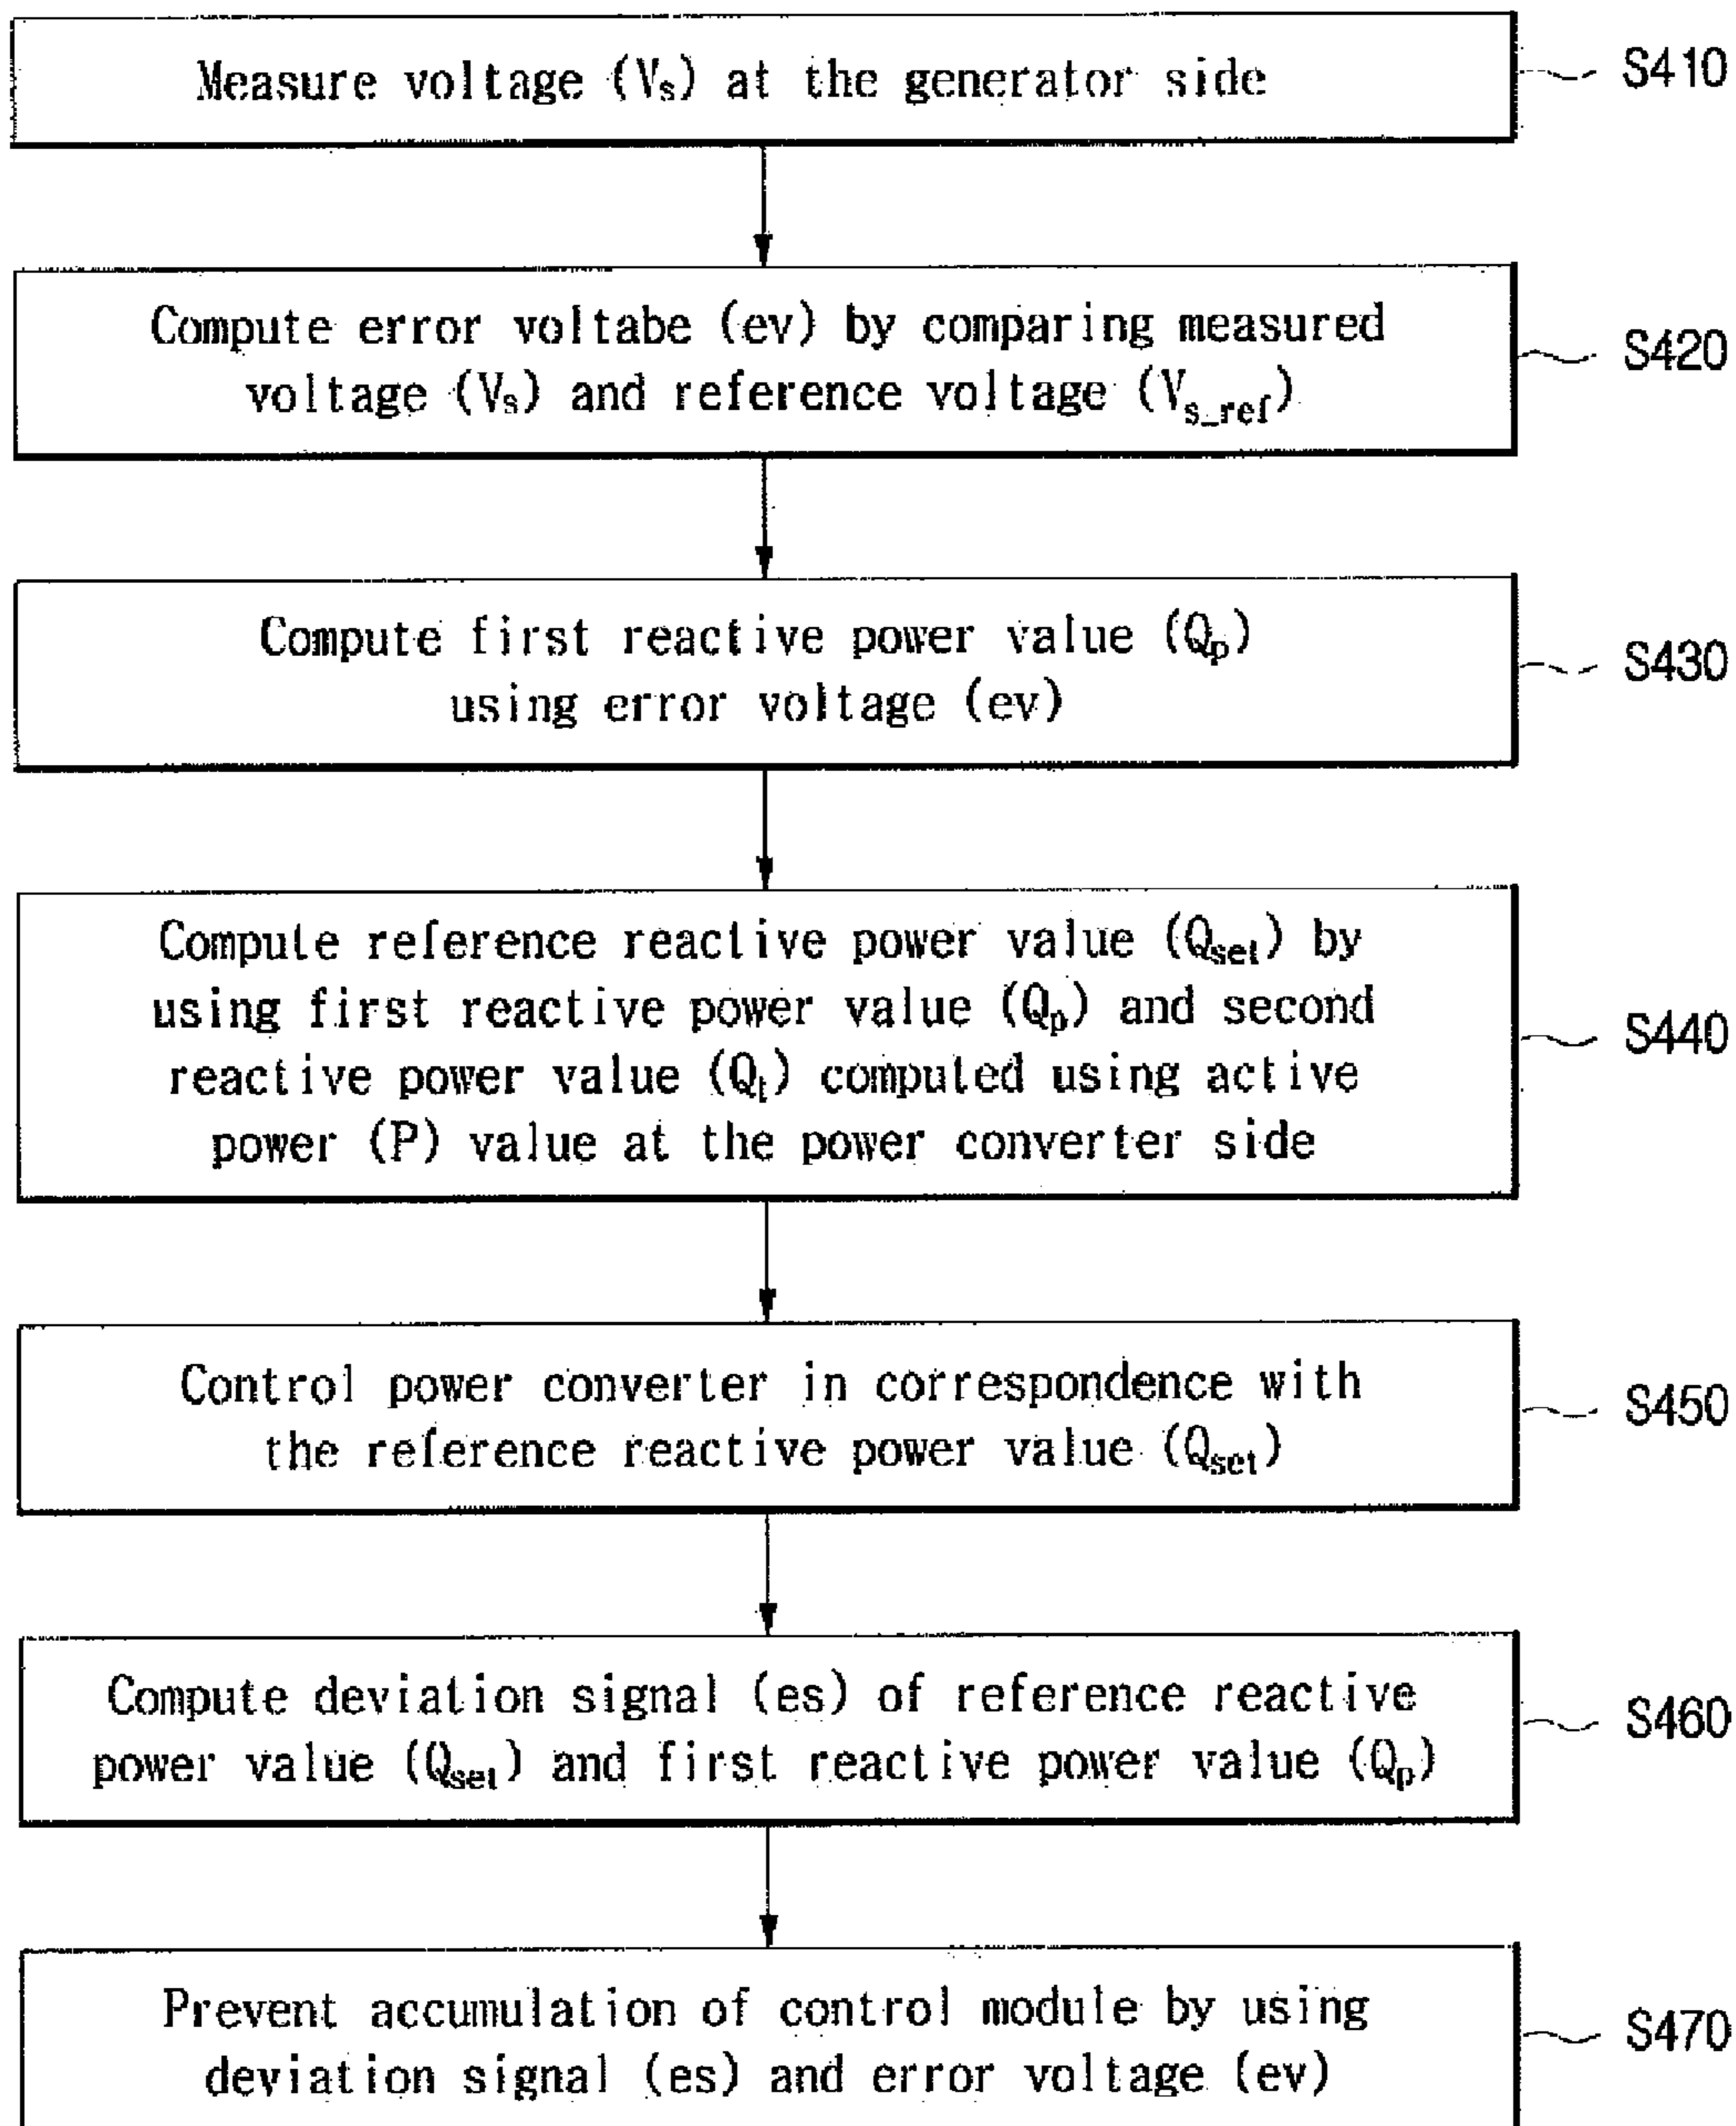 Measure voltage (Vs) at the generator side
S410
Compute error voltabe (ev) by comparing measured
voltage (Vs) and reference voltage (Vs_ref)
S420
Compute first reactive power value (Qp)
using error voltage (ev)
S430
Compute reference reactive power value (Qset) by
using first reactive power value (Qp) and second
reactive power value (Qt) computed using active
power (P) value at the power converter side
S440
Control power converter in correspondence with
the reference reactive power value (Qset)
S450
Compute deviation signal (es) of reference reactive
power value (Qset) and first reactive power value (Qp)
S460
Prevent accumulation of control module by using
deviation signal (es) and error voltage (ev)
S470